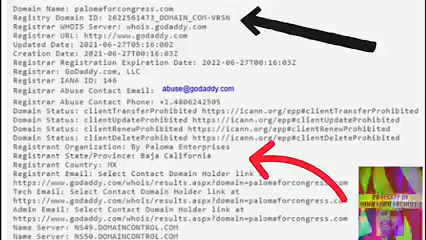 Domain Name: palomaforcongress.com
Registry Domain ID: 2622561473_DOMAIN_COM-VRSN
Registrar WHOIS Server: whois.godaddy.com
Registrar URL: http://www.godaddy.com
Updated Date: 2021-06-27T05:16:00Z
Creation Date: 2021-06-27T00:16:03Z
Registrar Registration Expiration Date: 2022-06-27T00:16:03Z
Registrar: GoDaddy.com, LLC
Registrar IANA ID: 146
Registrar Abuse Contact Email: abuse@godaddy.com
Registrar Abuse Contact Phone: +1.4806242505
Domain Status: clientTransferProhibited https://icann.org/epp#clientTransferProhibited
Domain Status: clientUpdateProhibited https://icann.org/epp#clientUpdateProhibited
Domain Status: clientRenewProhibited https://icann.org/epp#clientRenewProhibited
Domain Status: clientDeleteProhibited https://icann.org/epp#clientDeleteProhibited
Registrant Organization: By Paloma Enterprises
Registrant State/Province: Baja California
Registrant Country: MX
Registrant Email: Select Contact Domain Holder link
https://www.godaddy.com/whois/results.aspx?domain=palomaforcongress.com
Tech Email: Select Contact Domain Holder link at
https://www.godaddy.com/whois/results.aspx?domain=palomaforcongress.com
Admin Email: Select Contact Domain Holder link at
https://www.godaddy.com/whois/results.aspx?domain=palomaforcongress.com
Name Server: NS49.DOMAINCONTROL.COM
Name Server: NS50.DOMAINCONTROL.COM
PROPERTY OF